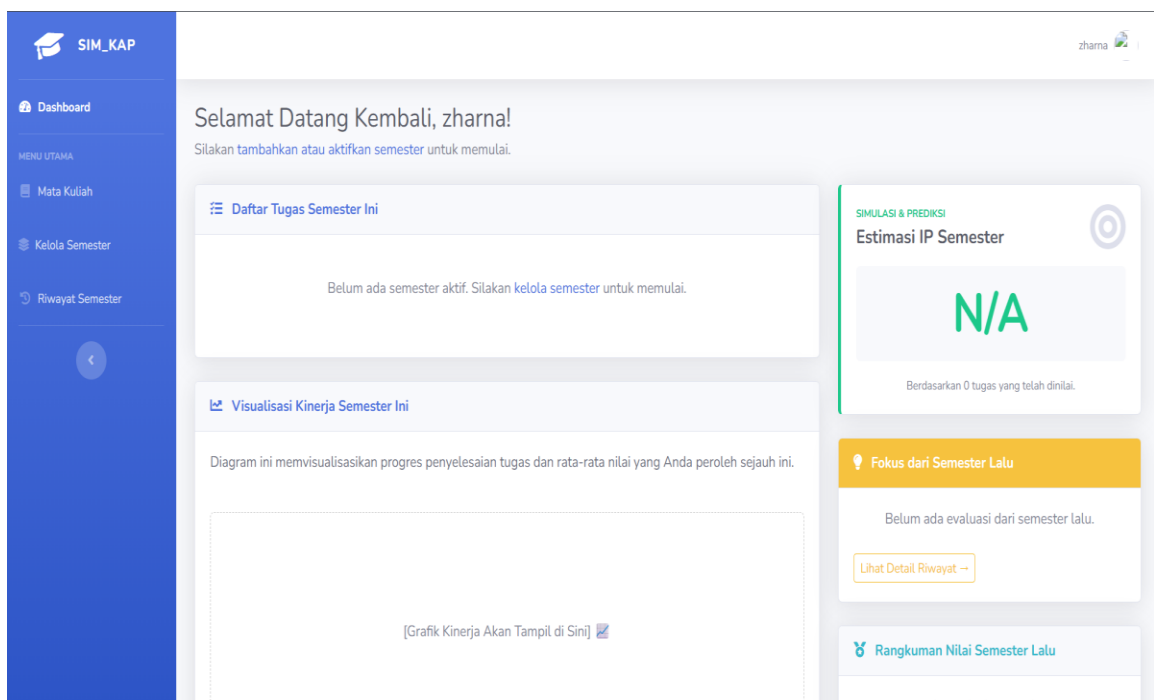 SIM_KAP
zharna
Dashboard
MENU UTAMA
Mata Kuliah
Kelola Semester
Riwayat Semester
Selamat Datang Kembali, zharna!
Silakan tambahkan atau aktifkan semester untuk memulai.
Daftar Tugas Semester Ini
Belum ada semester aktif. Silakan kelola semester untuk memulai.
Visualisasi Kinerja Semester Ini
Diagram ini memvisualisasikan progres penyelesaian tugas dan rata-rata nilai yang Anda peroleh sejauh ini.
[Grafik Kinerja Akan Tampil di Sini] 📈
SIMULASI & PREDIKSI
Estimasi IP Semester
N/A
Berdasarkan 0 tugas yang telah dinilai.
Fokus dari Semester Lalu
Belum ada evaluasi dari semester lalu.
Lihat Detail Riwayat →
Rangkuman Nilai Semester Lalu